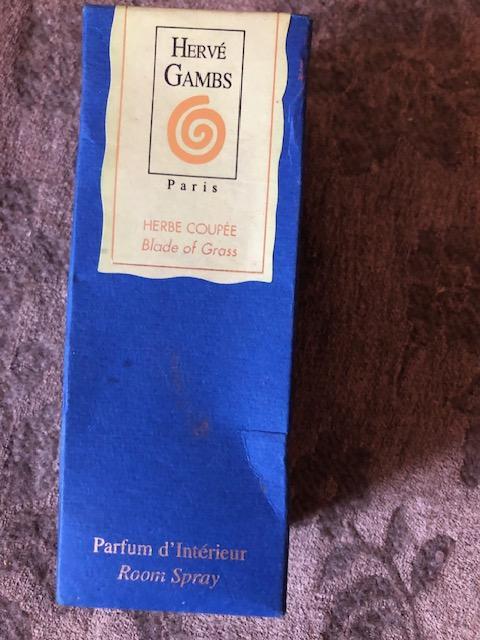 HERVÉ
GAMBS
Paris
HERBE COUPÉE
Blade of Grass
Parfum d'Intérieur
Room Spray